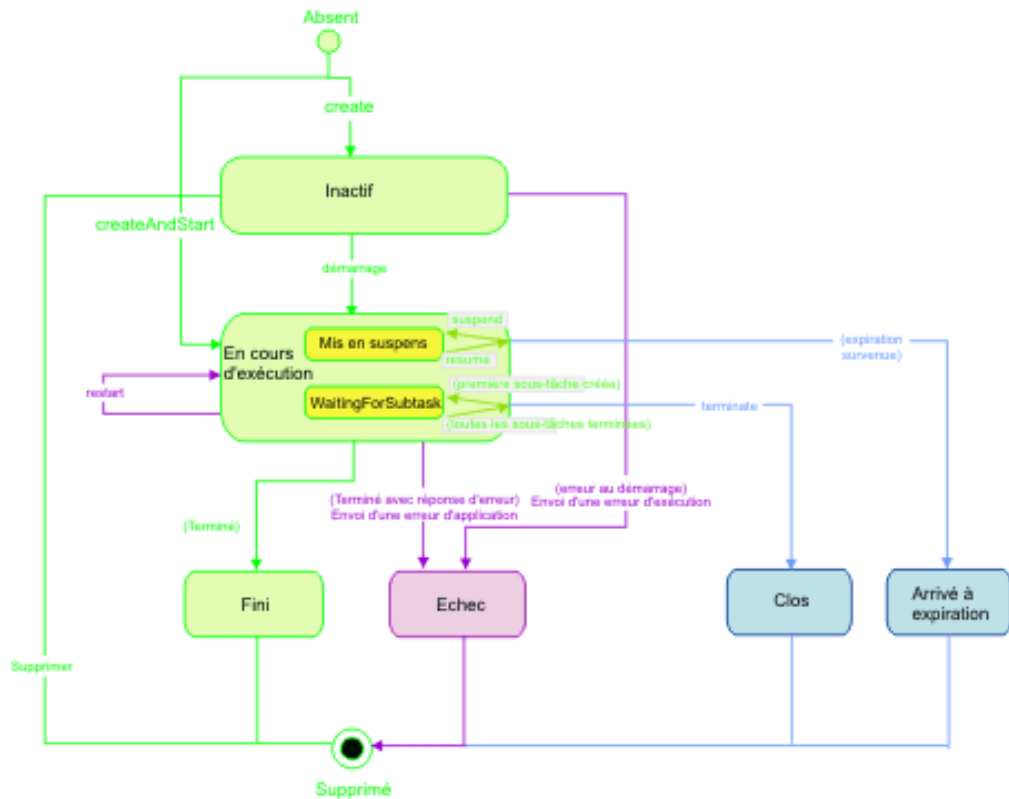 Absent
create
Inactif
createAndStart
démarrage
suspend
Mis en suspens
(expiration
survenue)
En cours
d'exécution
resume
restart
(première sous-tâche créée)
WaitingForSubtask
terminate
(toutes les sous-tâches terminées)
(erreur au démarrage)
Envoi d'une erreur d'exécution
(Terminé avec réponse d'erreur)
Envoi d'une erreur d'application
(Terminé)
Fini
Echec
Clos
Arrivé à
expiration
Supprimer
Supprimé